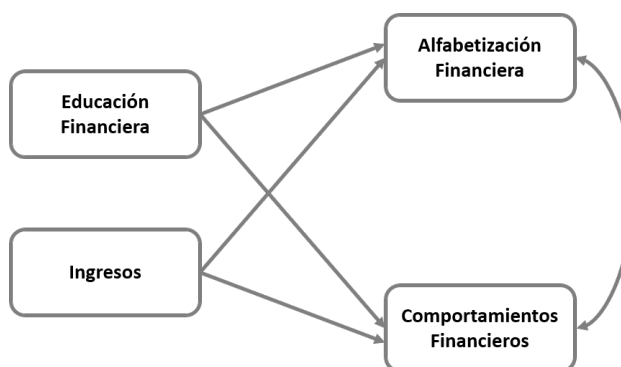 Alfabetización
Financiera
Educación
Financiera
Ingresos
Comportamientos
Financieros